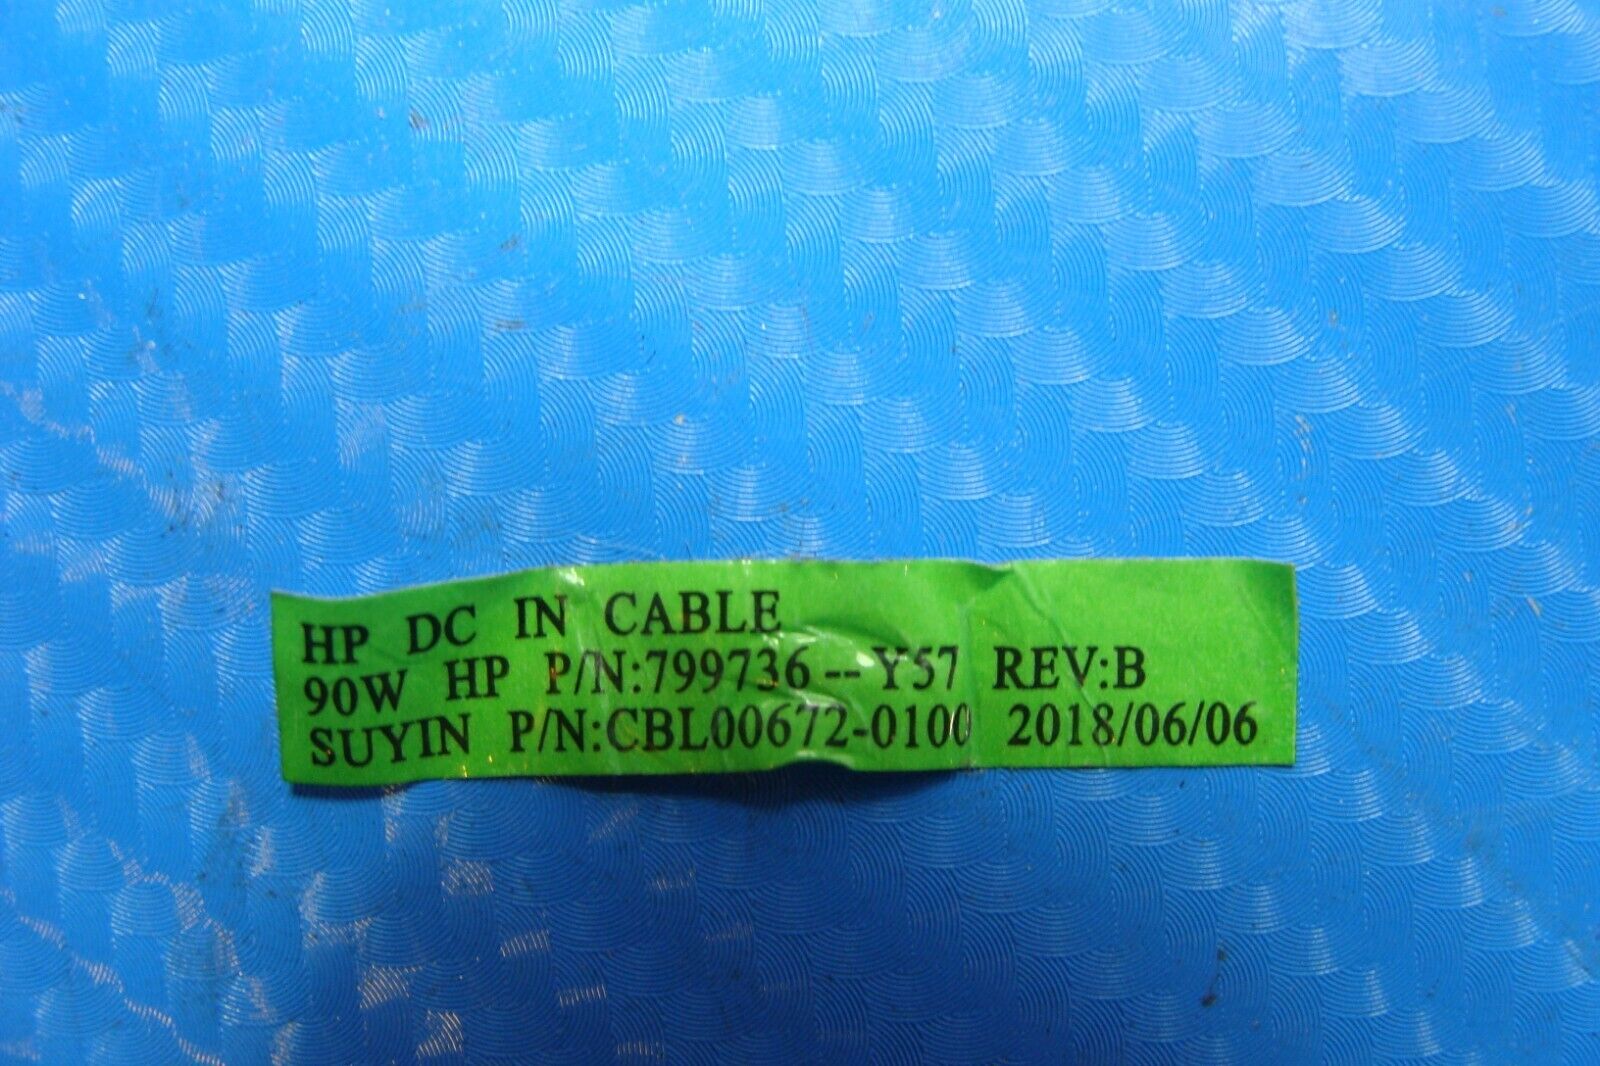 HP DC IN CABLE
90W HP P/N:799736--Y57 REV:B
SUYIN P/N:CBL00672-0100 2018/06/06